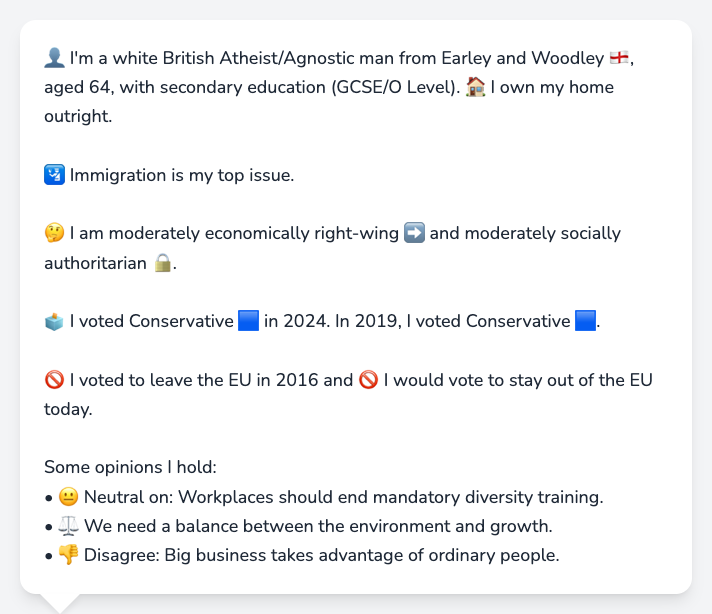 👤 I'm a white British Atheist/Agnostic man from Earley and Woodley 🏴󠁧󠁢󠁥󠁮󠁧󠁿,
aged 64, with secondary education (GCSE/O Level). 🏠 I own my home
outright.
🛂 Immigration is my top issue.
🤔 I am moderately economically right-wing ➡️ and moderately socially
authoritarian 🔒.
🗳️ I voted Conservative 🟦 in 2024. In 2019, I voted Conservative 🟦.
🚫 I voted to leave the EU in 2016 and 🚫 I would vote to stay out of the EU
today.
Some opinions I hold:
• 😐 Neutral on: Workplaces should end mandatory diversity training.
• ⚖️ We need a balance between the environment and growth.
• 👎 Disagree: Big business takes advantage of ordinary people.